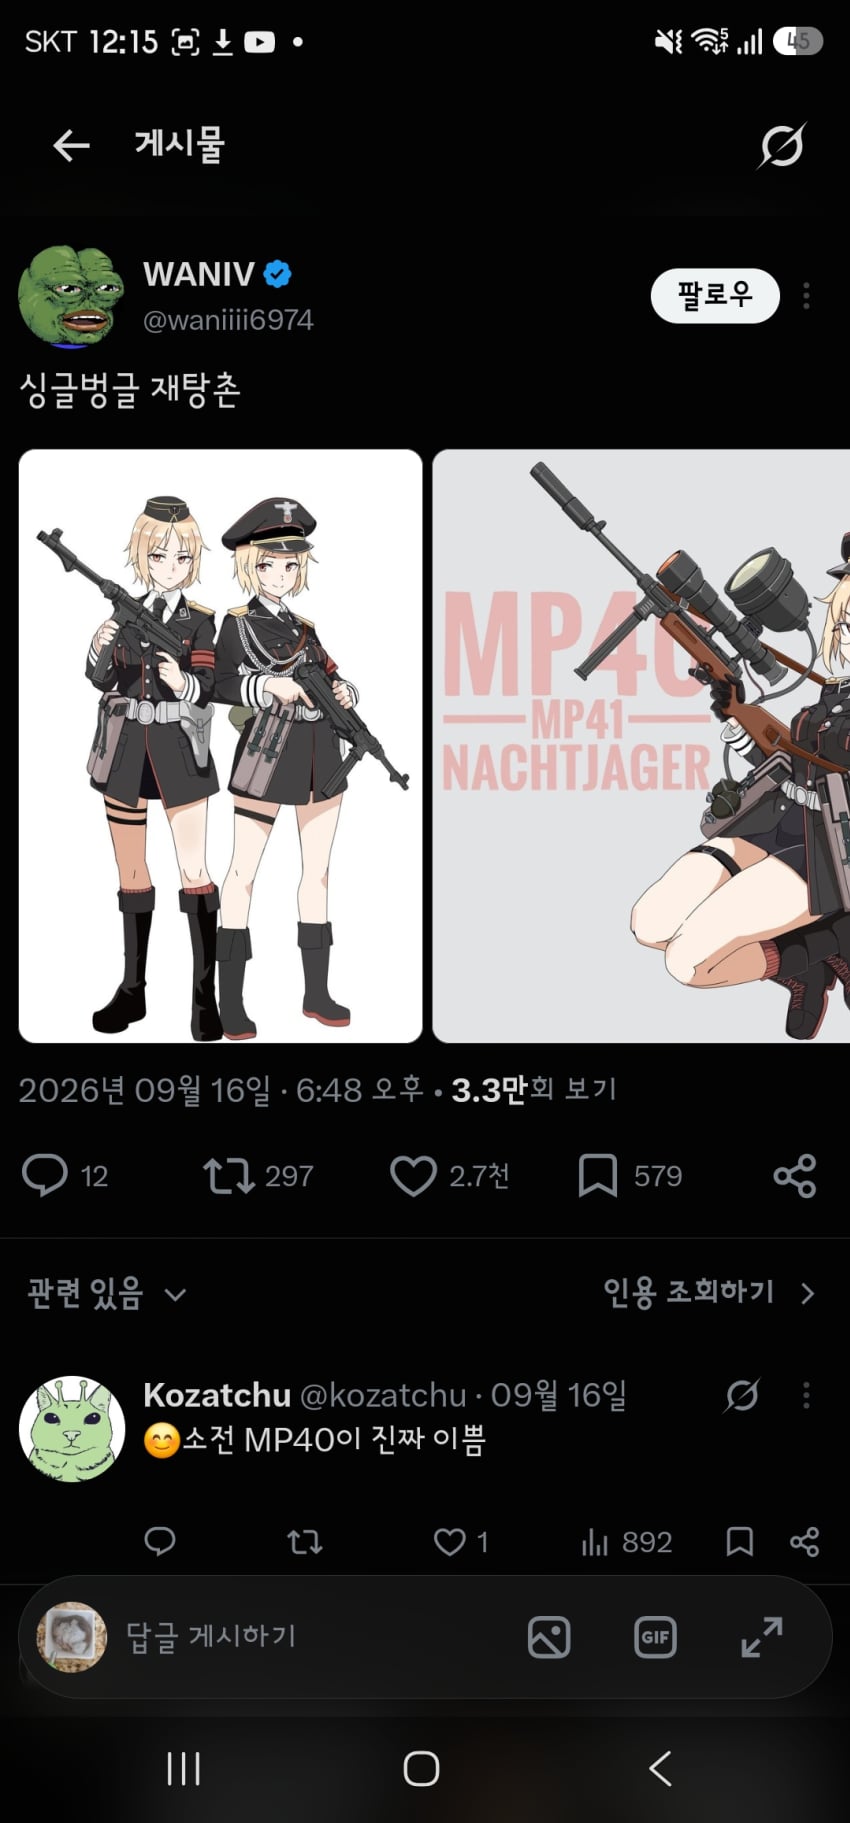 SKT 12:15
45
게시물
WANIV
@waniiii6974
팔로우
싱글벙글 재탕촌
MP40
MP41
NACHTJAGER
2026년 09월 16일 · 6:48 오후 • 3.3만회 보기
12 297 2.7천 579
관련 있음
인용 조회하기
Kozatchu @kozatchu · 09월 16일
😊소전 MP40이 진짜 이쁨
1 892
답글 게시하기
GIF